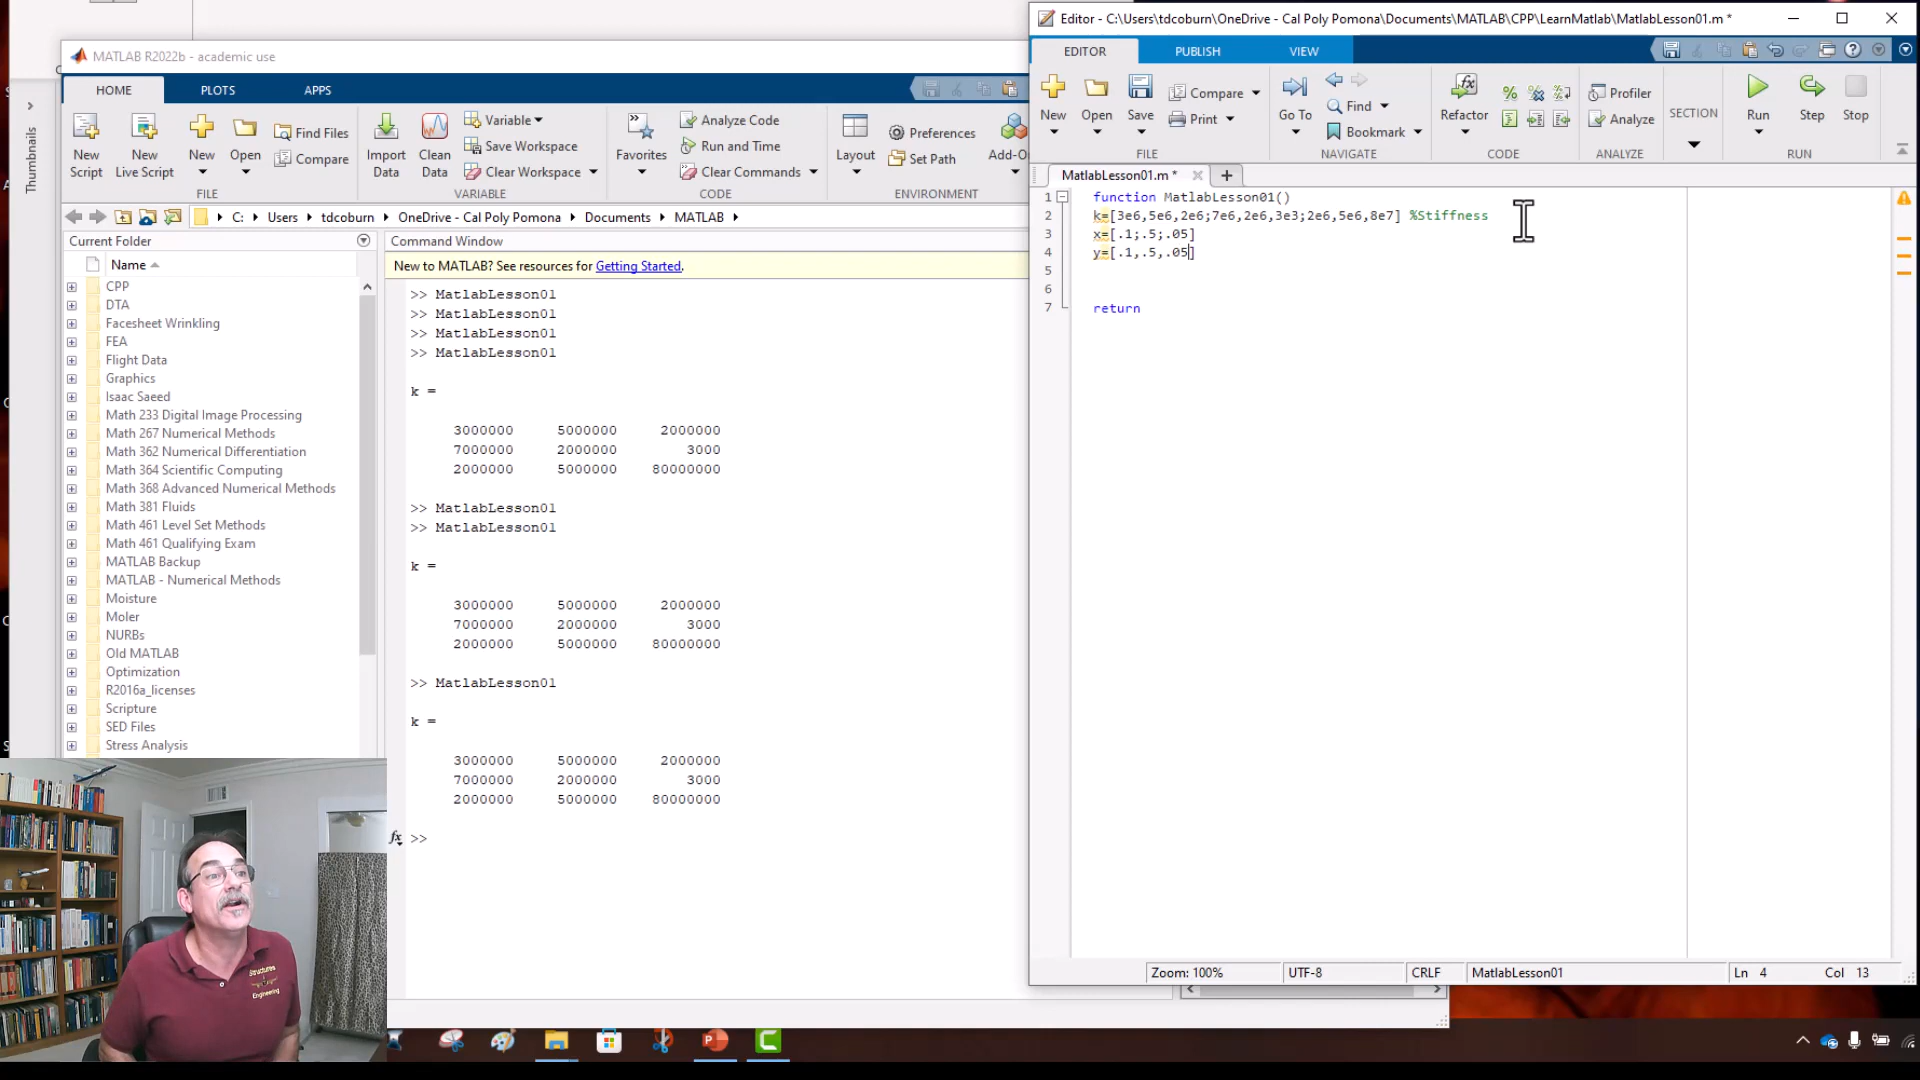 Editor - C:\Users\tdcoburn\OneDrive - Cal Poly Pomona\Documents\MATLAB\CPP\LearnMatlab\MatlabLesson01.m *
MATLAB R2022b - academic use
EDITOR PUBLISH VIEW
HOME PLOTS APPS
New Open Save Compare Print Go To Find Bookmark Refactor Profiler Analyze SECTION Run Step Stop
FILE NAVIGATE CODE ANALYZE RUN
New Script New Live Script New Open Find Files Compare Import Data Clean Data Variable Save Workspace Clear Workspace Favorites Analyze Code Run and Time Clear Commands Layout Preferences Set Path Add-O
FILE VARIABLE CODE ENVIRONMENT
Thumbnails
C: Users tdcoburn OneDrive - Cal Poly Pomona Documents MATLAB
Current Folder
Name
CPP
DTA
Facesheet Wrinkling
FEA
Flight Data
Graphics
Isaac Saeed
Math 233 Digital Image Processing
Math 267 Numerical Methods
Math 362 Numerical Differentiation
Math 364 Scientific Computing
Math 368 Advanced Numerical Methods
Math 381 Fluids
Math 461 Level Set Methods
Math 461 Qualifying Exam
MATLAB Backup
MATLAB - Numerical Methods
Moisture
Moler
NURBs
Old MATLAB
Optimization
R2016a_licenses
Scripture
SED Files
Stress Analysis
Command Window
New to MATLAB? See resources for Getting Started.
>> MatlabLesson01
>> MatlabLesson01
>> MatlabLesson01
>> MatlabLesson01
k =
3000000 5000000 2000000
7000000 2000000 3000
2000000 5000000 80000000
>> MatlabLesson01
>> MatlabLesson01
k =
3000000 5000000 2000000
7000000 2000000 3000
2000000 5000000 80000000
>> MatlabLesson01
k =
3000000 5000000 2000000
7000000 2000000 3000
2000000 5000000 80000000
fx >>
MatlabLesson01.m *
1 function MatlabLesson01()
2 k=[3e6,5e6,2e6;7e6,2e6,3e3;2e6,5e6,8e7] %Stiffness
3 x=[.1;.5;.05]
4 y=[.1,.5,.05]
5
6
7 return
Zoom: 100% UTF-8 CRLF MatlabLesson01 Ln 4 Col 13
Structures
Engineering